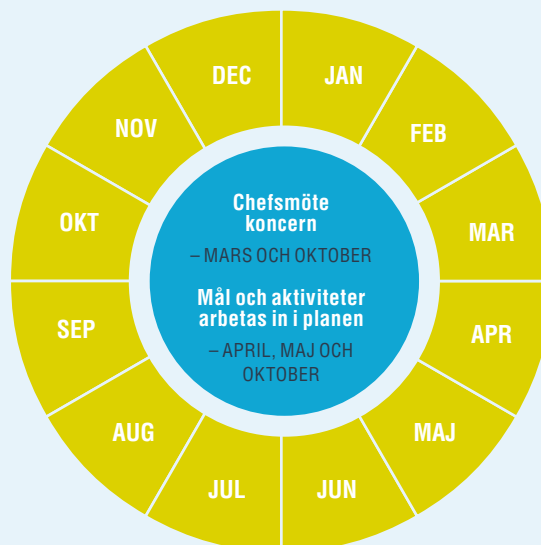 DEC
JAN
NOV
FEB
OKT
MAR
Chefsmöte
koncern
– MARS OCH OKTOBER
Mål och aktiviteter
arbetas in i planen
– APRIL, MAJ OCH
OKTOBER
SEP
APR
AUG
MAJ
JUL
JUN